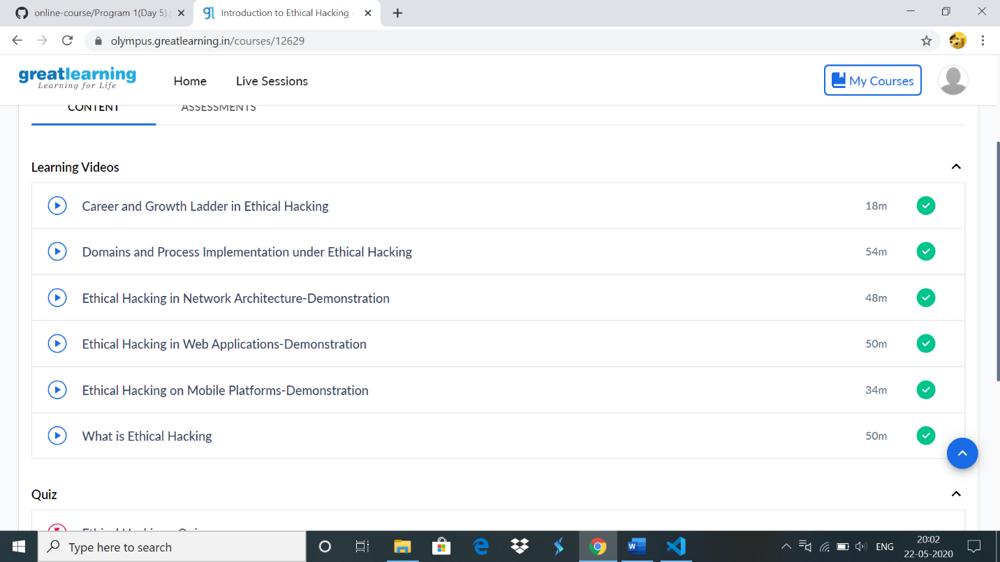 online-course/Program 1(Day 5).
Introduction to Ethical Hacking -
olympus.greatlearning.in/courses/12629
greatlearning
Learning for Life
Home
Live Sessions
My Courses
CONTENT
ASSESSMENTS
Learning Videos
Career and Growth Ladder in Ethical Hacking
18m
Domains and Process Implementation under Ethical Hacking
54m
Ethical Hacking in Network Architecture-Demonstration
48m
Ethical Hacking in Web Applications-Demonstration
50m
Ethical Hacking on Mobile Platforms-Demonstration
34m
What is Ethical Hacking
50m
Quiz
Type here to search
ENG
20:02
22-05-2020